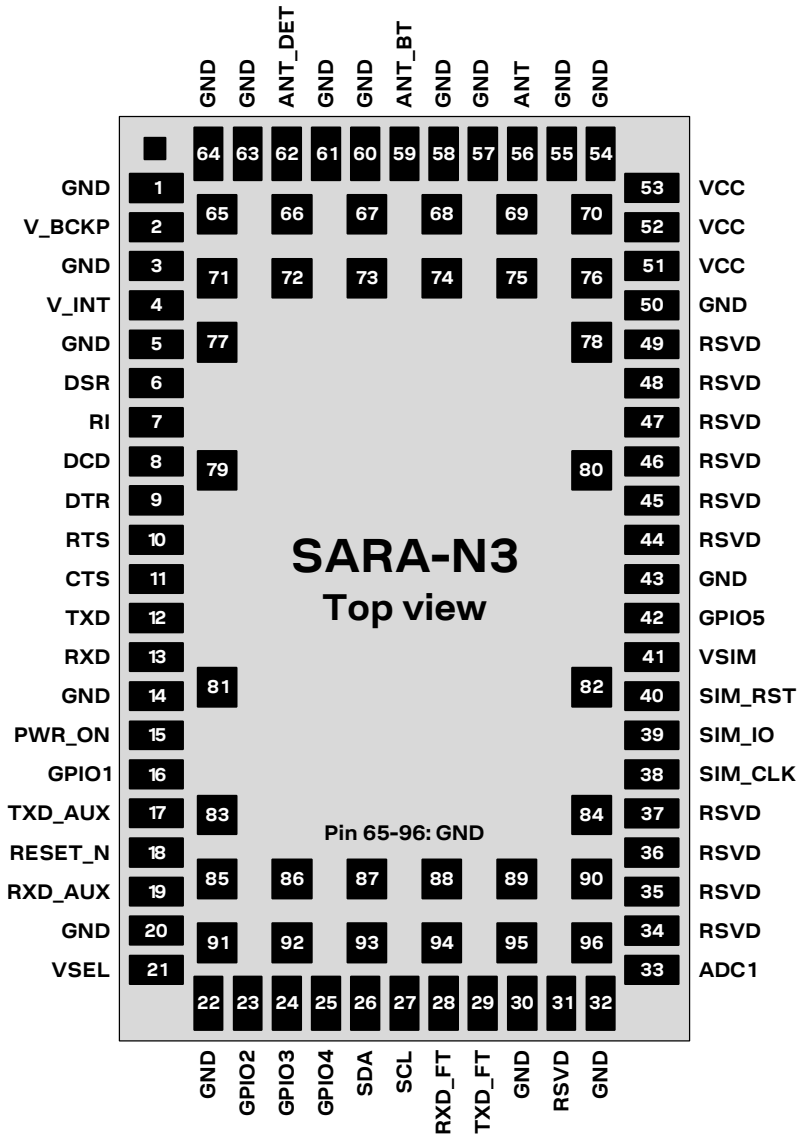 GND
GND
ANT_DET
GND
GND
ANT_BT
GND
GND
ANT
GND
GND
64 63 62 61 60 59 58 57 56 55 54
GND 1 53 VCC
65 66 67 68 69 70
V_BCKP 2 52 VCC
GND 3 51 VCC
71 72 73 74 75 76
V_INT 4 50 GND
GND 5 77 78 49 RSVD
DSR 6 48 RSVD
RI 7 47 RSVD
DCD 8 79 80 46 RSVD
DTR 9 45 RSVD
RTS 10 44 RSVD
SARA-N3
CTS 11 43 GND
Top view
TXD 12 42 GPIO5
RXD 13 41 VSIM
GND 14 81 82 40 SIM_RST
PWR_ON 15 39 SIM_IO
GPIO1 16 38 SIM_CLK
TXD_AUX 17 83 84 37 RSVD
Pin 65-96: GND
RESET_N 18 36 RSVD
85 86 87 88 89 90
RXD_AUX 19 35 RSVD
GND 20 34 RSVD
91 92 93 94 95 96
VSEL 21 33 ADC1
22 23 24 25 26 27 28 29 30 31 32
GND
GPIO2
GPIO3
GPIO4
SDA
SCL
RXD_FT
TXD_FT
GND
RSVD
GND